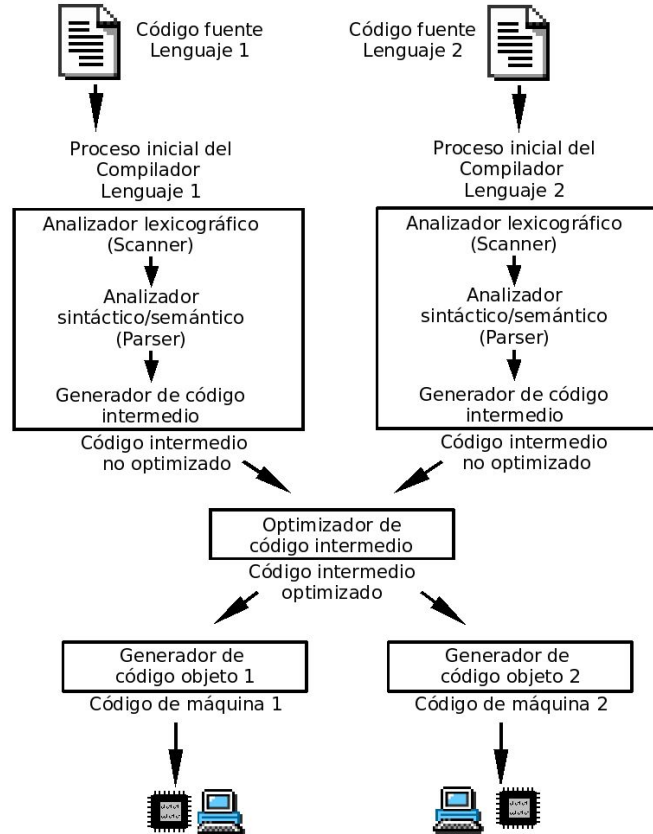 Código fuente
Lenguaje 1
Código fuente
Lenguaje 2
Proceso inicial del
Compilador
Lenguaje 1
Proceso inicial del
Compilador
Lenguaje 2
Analizador lexicográfico
(Scanner)
Analizador
sintáctico/semántico
(Parser)
Generador de código
intermedio
Analizador lexicográfico
(Scanner)
Analizador
sintáctico/semántico
(Parser)
Generador de código
intermedio
Código intermedio
no optimizado
Código intermedio
no optimizado
Optimizador de
código intermedio
Código intermedio
optimizado
Generador de
código objeto 1
Generador de
código objeto 2
Código de máquina 1
Código de máquina 2